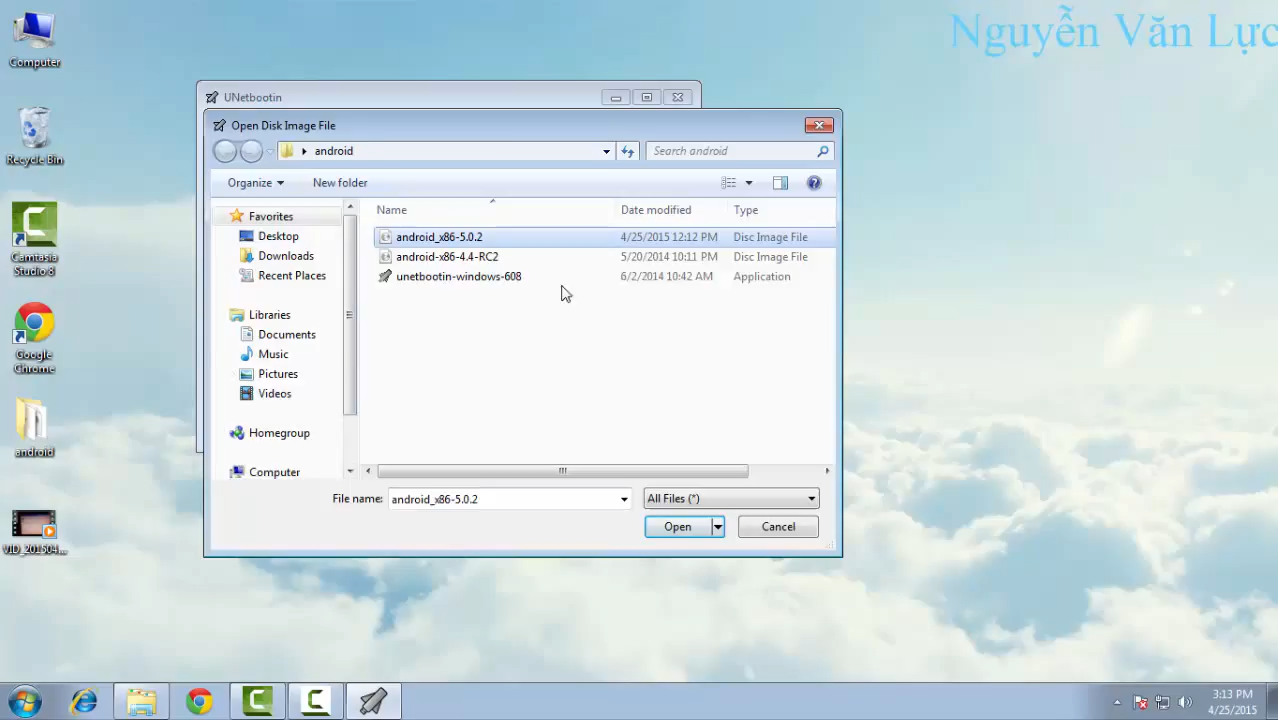 Nguyễn Văn Lực
Computer
Recycle Bin
Camtasia
Studio 8
Google
Chrome
android
VID_201504...
UNetbootin
Open Disk Image File
android
Search android
Organize
New folder
Name
Date modified
Type
Favorites
Desktop
Downloads
Recent Places
Libraries
Documents
Music
Pictures
Videos
Homegroup
Computer
android_x86-5.0.2 4/25/2015 12:12 PM Disc Image File
android-x86-4.4-RC2 5/20/2014 10:11 PM Disc Image File
unetbootin-windows-608 6/2/2014 10:42 AM Application
File name: android_x86-5.0.2 All Files (*)
Open Cancel
3:13 PM
4/25/2015